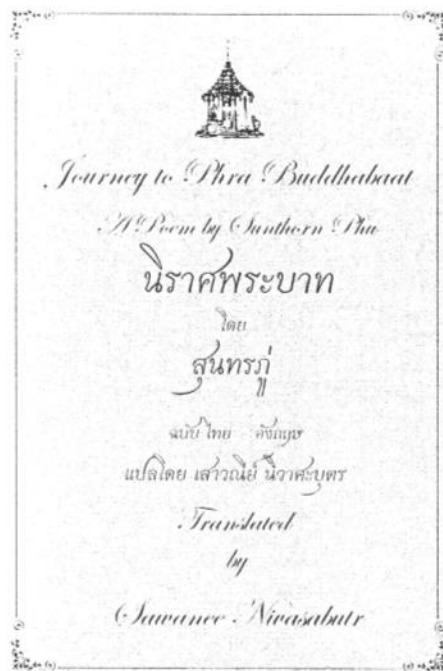 Journey to Phra Buddhabaat
A Poem by Sunthorn Phu
นิราศพระบาท
โดย
สุนทรภู่
ฉบับ ไทย - อังกฤษ
แปลโดย เสาวณีย์ นิวาศะบุตร
Translated
by
Sawanee Nivasabutr